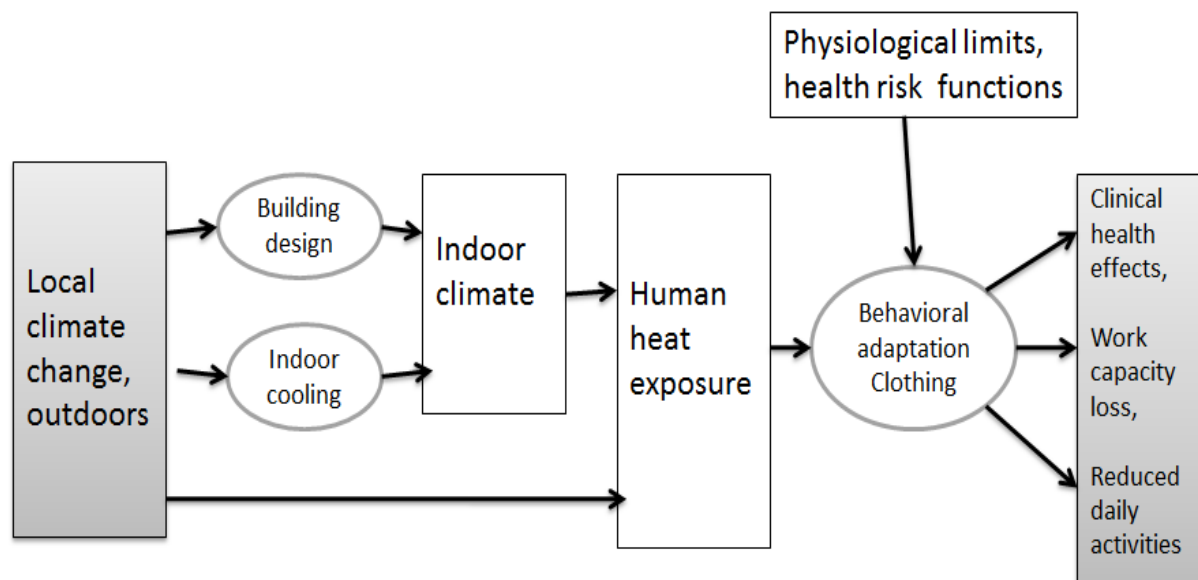 Physiological limits,
health risk functions
Local
climate
change,
outdoors
Building
design
Indoor
cooling
Indoor
climate
Human
heat
exposure
Behavioral
adaptation
Clothing
Clinical
health
effects,
Work
capacity
loss,
Reduced
daily
activities